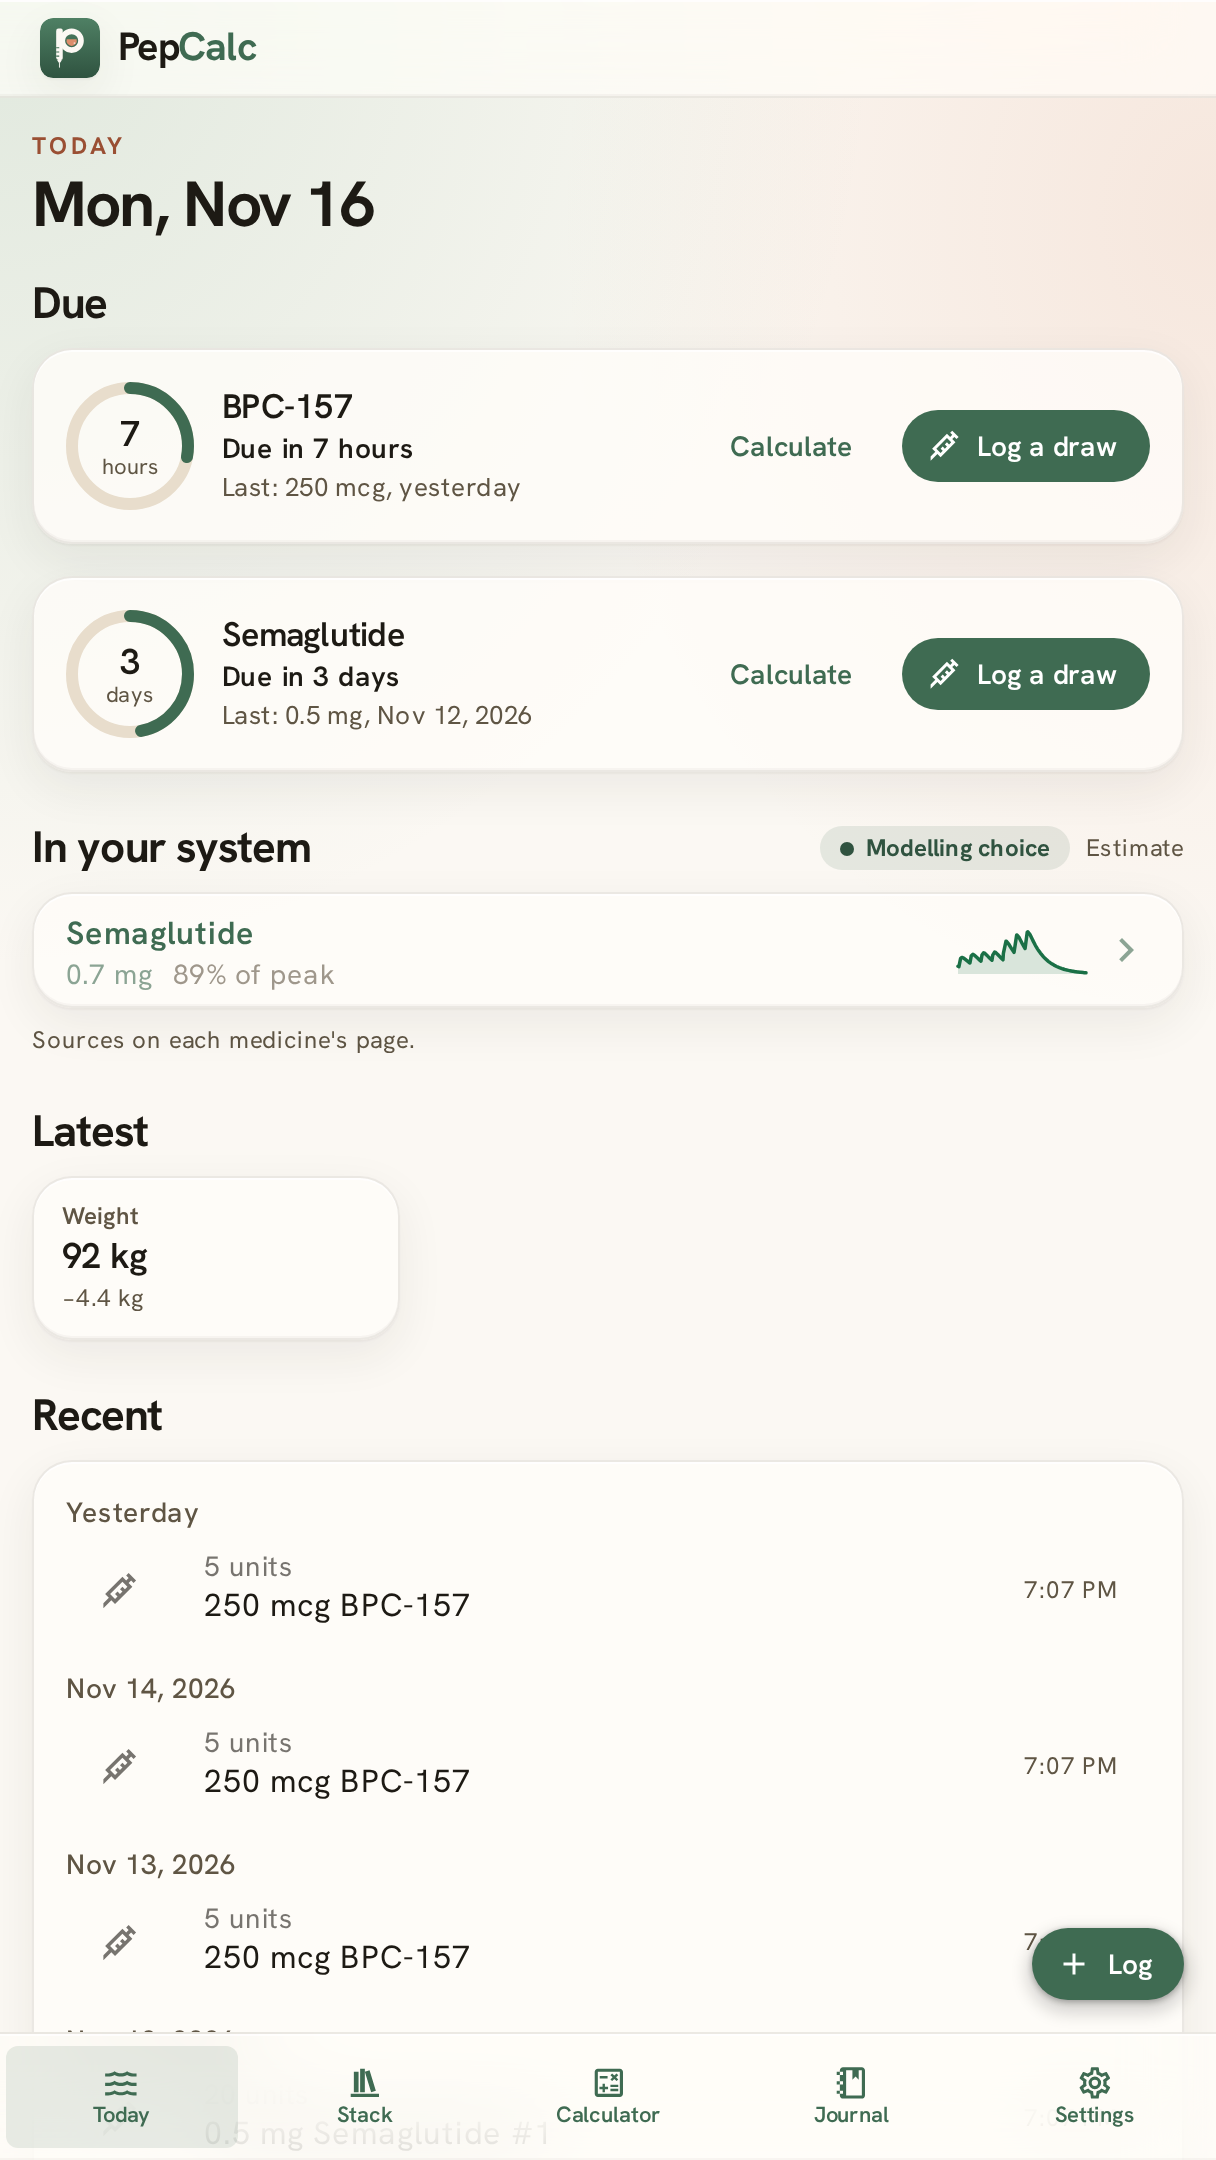 PepCalc
TODAY
Mon, Nov 16
Due
7
hours
BPC-157
Due in 7 hours
Last: 250 mcg, yesterday
Calculate
Log a draw
3
days
Semaglutide
Due in 3 days
Last: 0.5 mg, Nov 12, 2026
Calculate
Log a draw
In your system
Modelling choice
Estimate
Semaglutide
0.7 mg 89% of peak
Sources on each medicine's page.
Latest
Weight
92 kg
−4.4 kg
Recent
Yesterday
5 units
250 mcg BPC-157
7:07 PM
Nov 14, 2026
5 units
250 mcg BPC-157
7:07 PM
Nov 13, 2026
5 units
250 mcg BPC-157
Log
0.5 mg Semaglutide #1
Today
Stack
Calculator
Journal
Settings